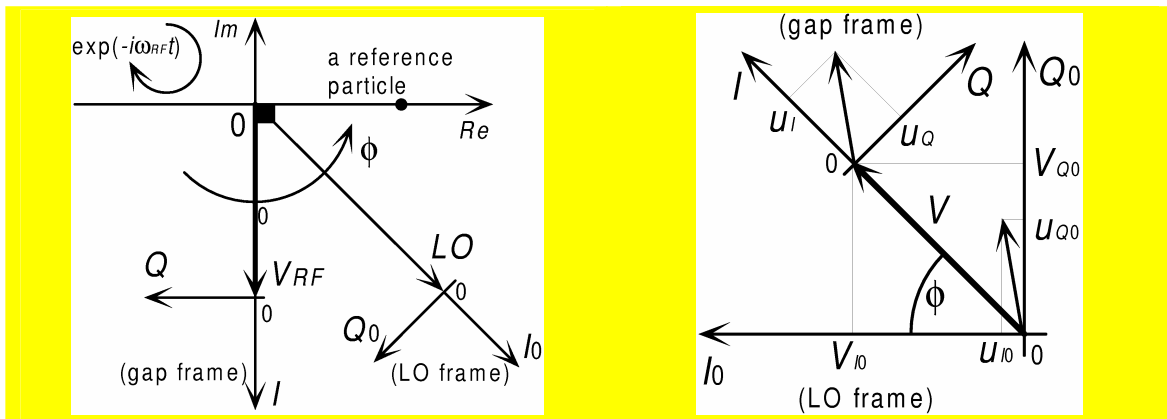 Im
exp(-iωRFt)
a reference
particle
0
Re
ϕ
0
LO
Q
VRF
0
0
Q0
I0
(gap frame)
(LO frame)
I
(gap frame)
I
Q
Q0
uI
uQ
0
VQ0
V
uQ0
ϕ
I0
VI0
uI0
0
(LO frame)